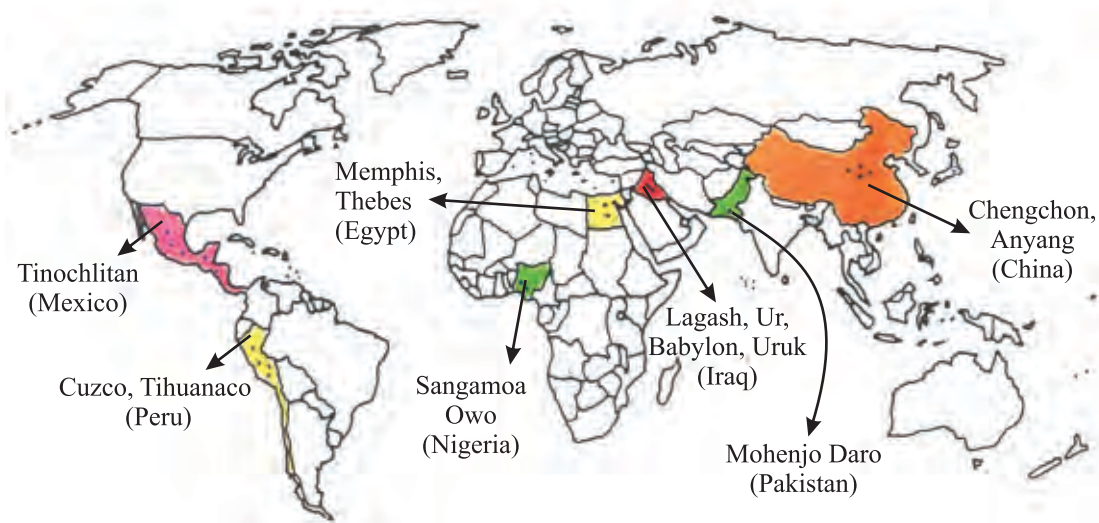 Memphis,
Thebes
(Egypt)
Tinochlitan
(Mexico)
Cuzco, Tihuanaco
(Peru)
Sangamoa
Owo
(Nigeria)
Lagash, Ur,
Babylon, Uruk
(Iraq)
Mohenjo Daro
(Pakistan)
Chengchon,
Anyang
(China)